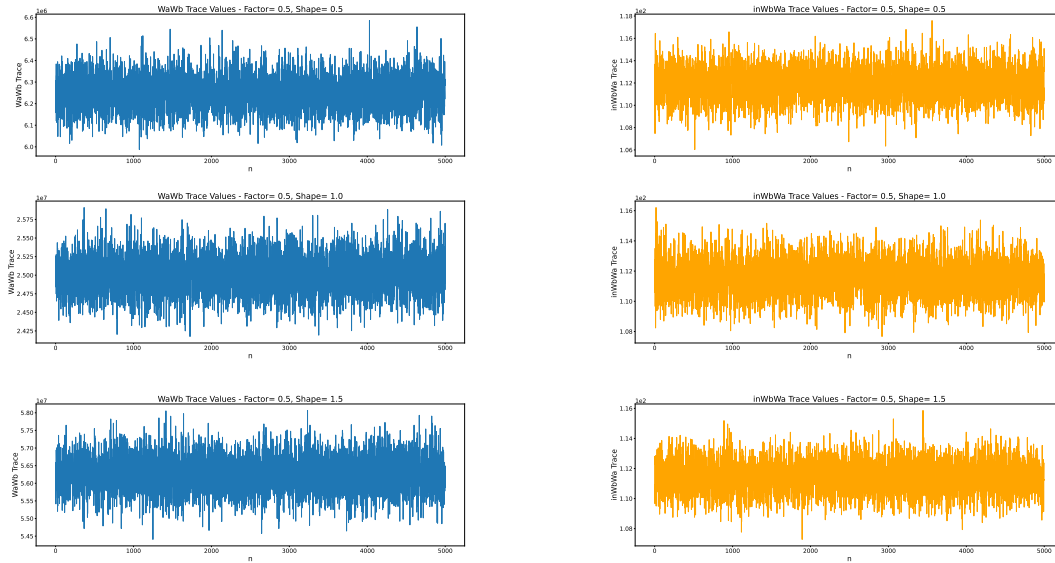 WaWb Trace Values - Factor= 0.5, Shape= 0.5
1e6
6.6
6.5
6.4
6.3
6.2
6.1
6.0
WaWb Trace
0 1000 2000 3000 4000 5000
n
inWbWa Trace Values - Factor= 0.5, Shape= 0.5
1e2
1.18
1.16
1.14
1.12
1.10
1.08
1.06
inWbWa Trace
0 1000 2000 3000 4000 5000
n
WaWb Trace Values - Factor= 0.5, Shape= 1.0
1e7
2.575
2.550
2.525
2.500
2.475
2.450
2.425
WaWb Trace
0 1000 2000 3000 4000 5000
n
inWbWa Trace Values - Factor= 0.5, Shape= 1.0
1e2
1.16
1.14
1.12
1.10
1.08
inWbWa Trace
0 1000 2000 3000 4000 5000
n
WaWb Trace Values - Factor= 0.5, Shape= 1.5
1e7
5.80
5.75
5.70
5.65
5.60
5.55
5.50
5.45
WaWb Trace
0 1000 2000 3000 4000 5000
n
inWbWa Trace Values - Factor= 0.5, Shape= 1.5
1e2
1.16
1.14
1.12
1.10
1.08
inWbWa Trace
0 1000 2000 3000 4000 5000
n